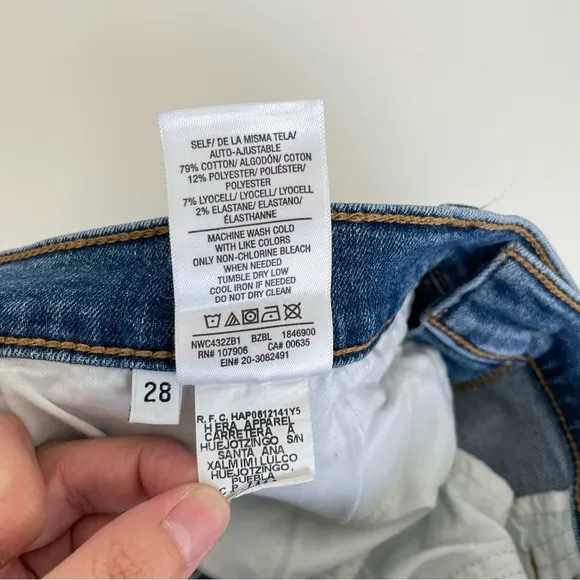 SELF/ DE LA MISMA TELA/
AUTO-AJUSTABLE
79% COTTON/ ALGODÓN/ COTON
12% POLYESTER/ POLIÉSTER/
POLYESTER
7% LYOCELL/ LYOCELL/ LYOCELL
2% ELASTANE/ ELASTANO/
ÉLASTHANNE
MACHINE WASH COLD
WITH LIKE COLORS
ONLY NON-CHLORINE BLEACH
WHEN NEEDED
TUMBLE DRY LOW
COOL IRON IF NEEDED
DO NOT DRY CLEAN
NWC432ZB1 BZBL 1846900
RN# 107906 CA# 00635
EIN# 20-3082491
28
R.F.C. HAP0612141Y5
HERA APPAREL
CARRETERA A
HUEJOTZINGO S/N
SANTA ANA
XALMIMILULCO
HUEJOTZINGO,
PUEBLA
C.P.